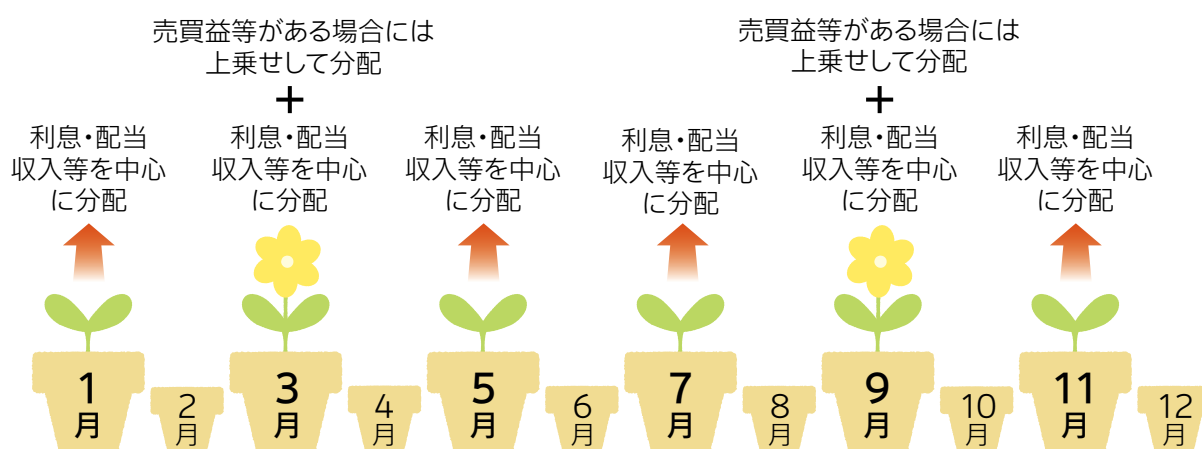 売買益等がある場合には
上乗せして分配
+
売買益等がある場合には
上乗せして分配
+
利息・配当
収入等を中心
に分配
利息・配当
収入等を中心
に分配
利息・配当
収入等を中心
に分配
利息・配当
収入等を中心
に分配
利息・配当
収入等を中心
に分配
利息・配当
収入等を中心
に分配
1
月
2
月
3
月
4
月
5
月
6
月
7
月
8
月
9
月
10
月
11
月
12
月